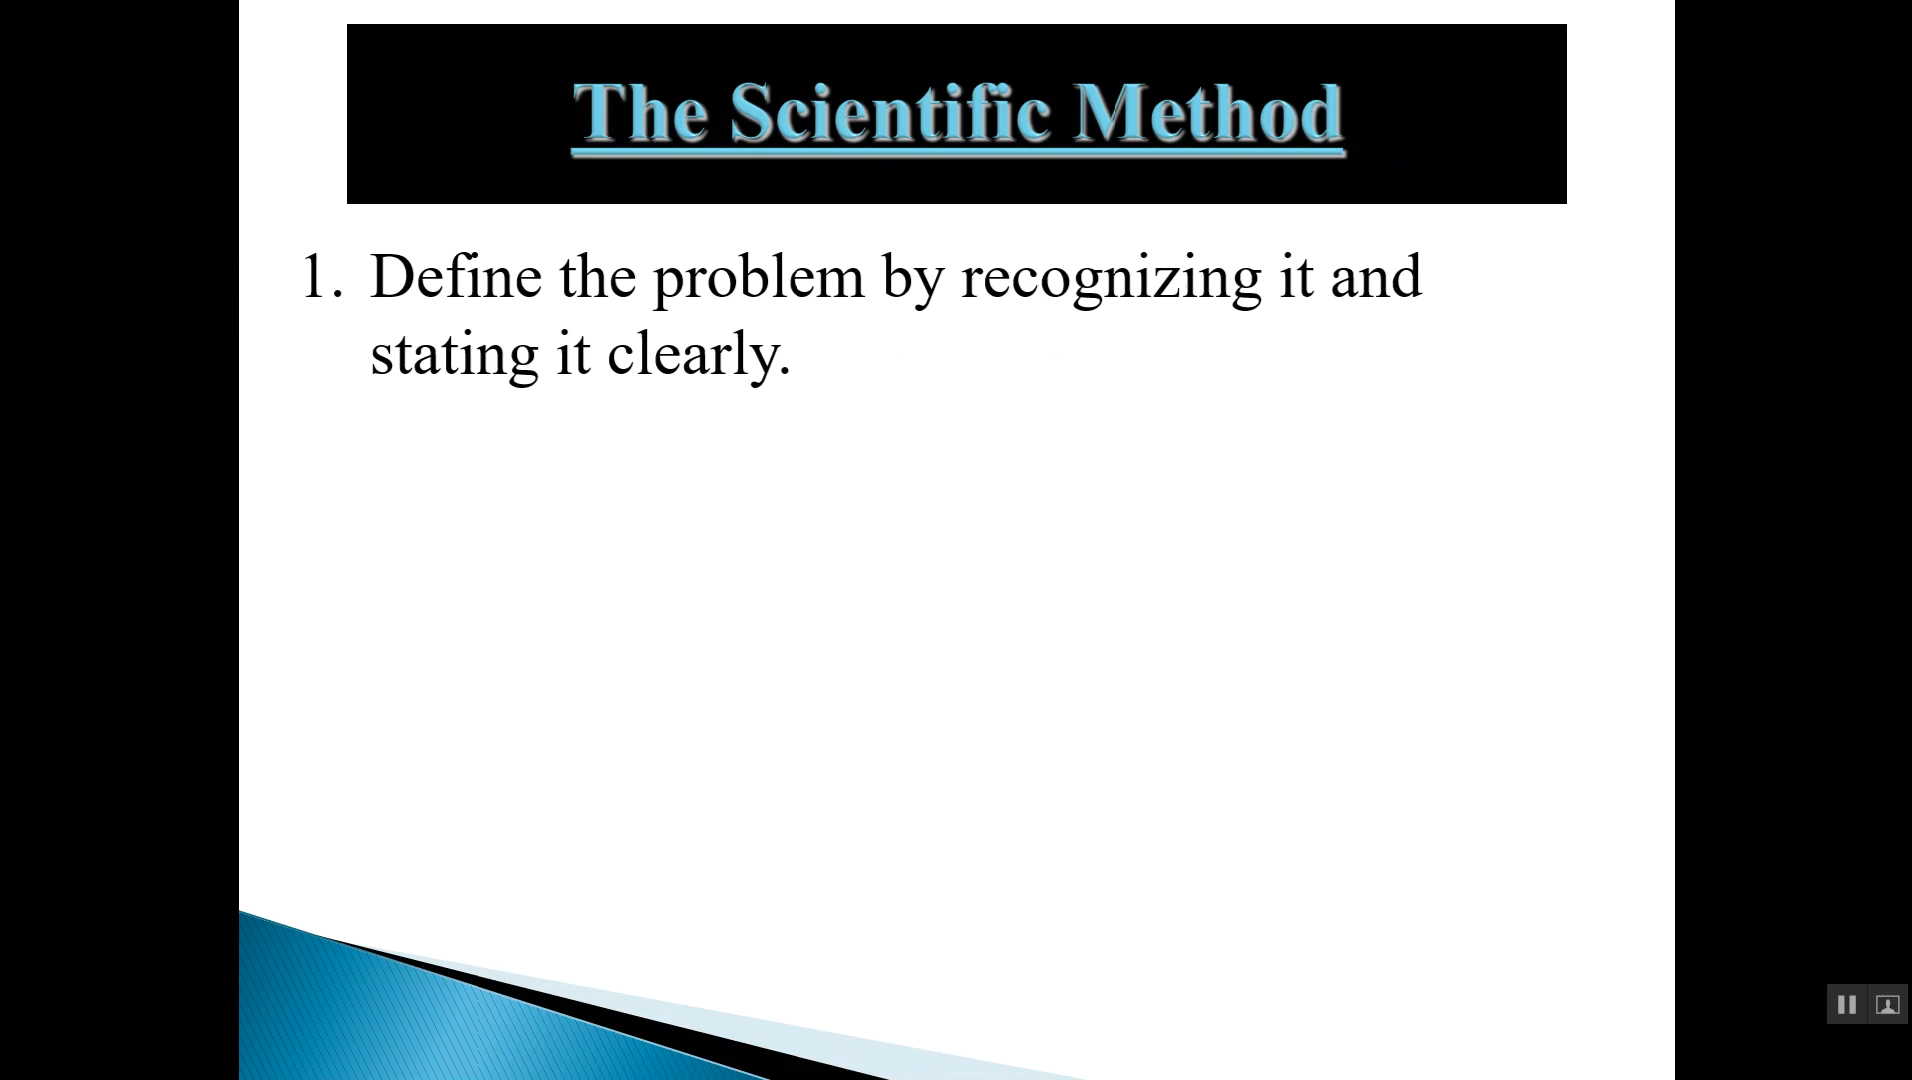 The Scientific Method
1. Define the problem by recognizing it and
stating it clearly.